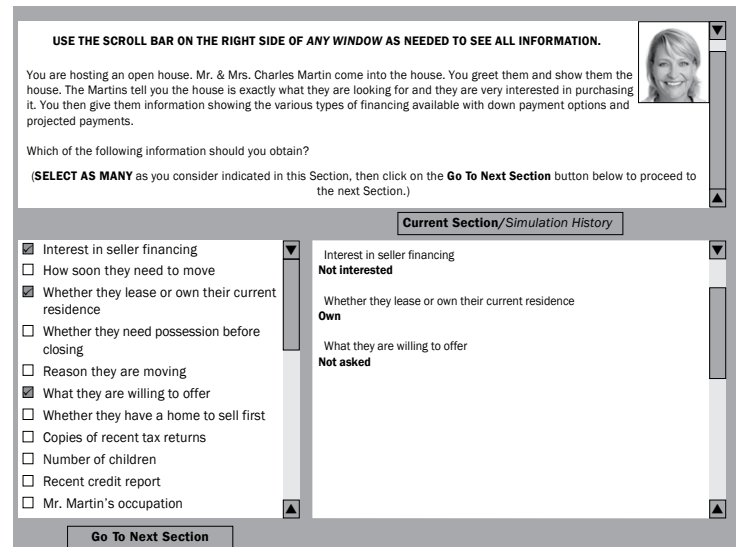 USE THE SCROLL BAR ON THE RIGHT SIDE OF ANY WINDOW AS NEEDED TO SEE ALL INFORMATION.
You are hosting an open house. Mr. & Mrs. Charles Martin come into the house. You greet them and show them the
house. The Martins tell you the house is exactly what they are looking for and they are very interested in purchasing
it. You then give them information showing the various types of financing available with down payment options and
projected payments.
Which of the following information should you obtain?
(SELECT AS MANY as you consider indicated in this Section, then click on the Go To Next Section button below to proceed to
the next Section.)
Current Section/Simulation History
Interest in seller financing
How soon they need to move
Whether they lease or own their current
residence
Whether they need possession before
closing
Reason they are moving
What they are willing to offer
Whether they have a home to sell first
Copies of recent tax returns
Number of children
Recent credit report
Mr. Martin's occupation
Interest in seller financing
Not interested
Whether they lease or own their current residence
Own
What they are willing to offer
Not asked
Go To Next Section